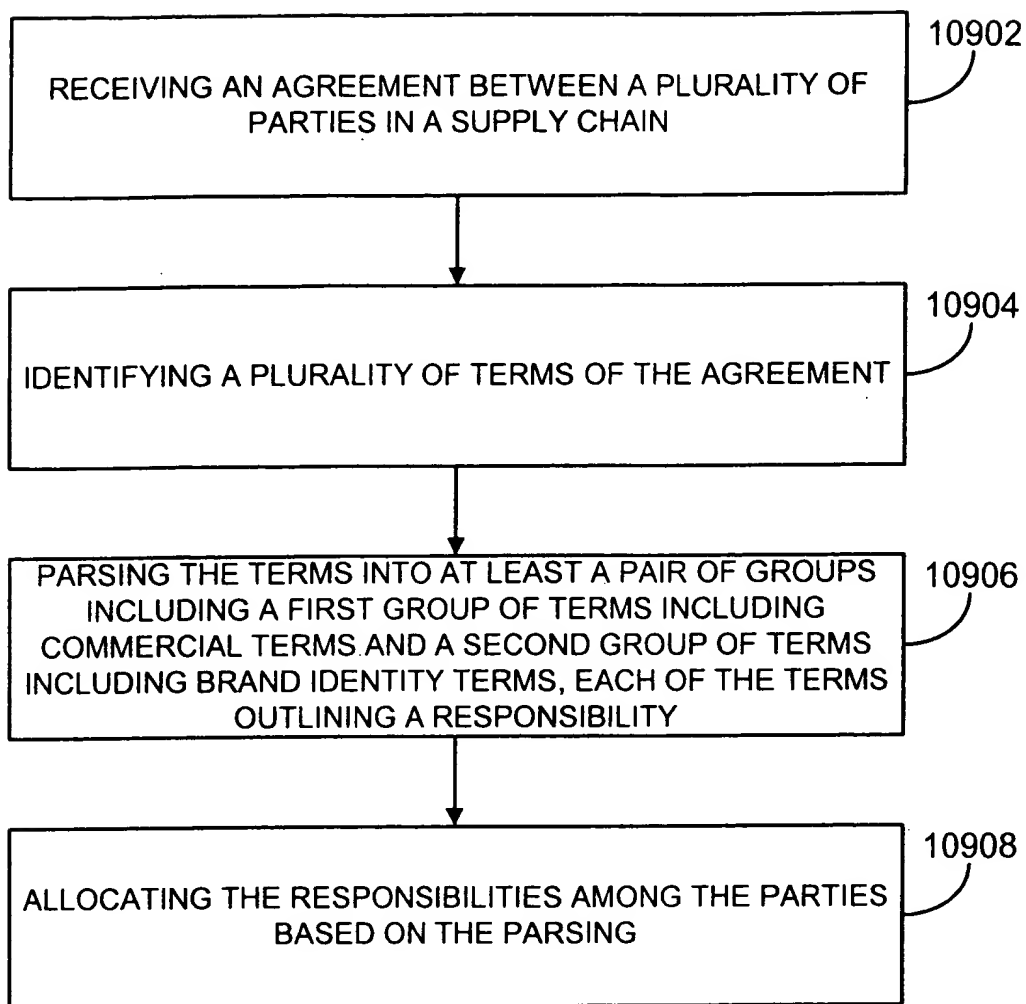 10902
RECEIVING AN AGREEMENT BETWEEN A PLURALITY OF
PARTIES IN A SUPPLY CHAIN
10904
IDENTIFYING A PLURALITY OF TERMS OF THE AGREEMENT
10906
PARSING THE TERMS INTO AT LEAST A PAIR OF GROUPS
INCLUDING A FIRST GROUP OF TERMS INCLUDING
COMMERCIAL TERMS AND A SECOND GROUP OF TERMS
INCLUDING BRAND IDENTITY TERMS, EACH OF THE TERMS
OUTLINING A RESPONSIBILITY
10908
ALLOCATING THE RESPONSIBILITIES AMONG THE PARTIES
BASED ON THE PARSING